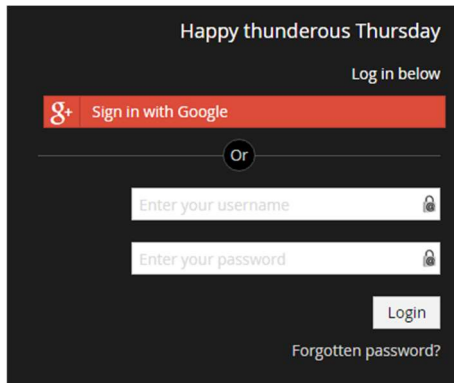 Happy thunderous Thursday
Log in below
g+ Sign in with Google
Or
Enter your username
Enter your password
Login
Forgotten password?